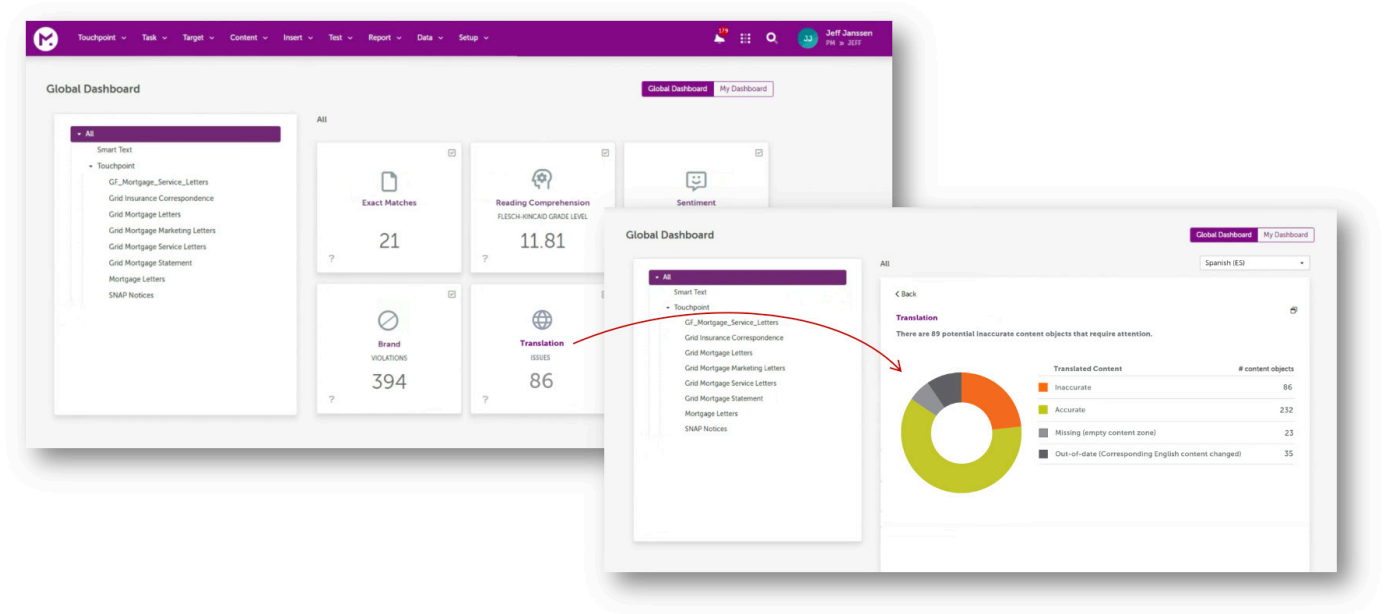 Touchpoint Task Target Content Insert Test Report Data Setup
179
JJ
Jeff Janssen
PM » JEFF
Global Dashboard
Global Dashboard My Dashboard
All
Smart Text
Touchpoint
GF_Mortgage_Service_Letters
Grid Insurance Correspondence
Grid Mortgage Letters
Grid Mortgage Marketing Letters
Grid Mortgage Service Letters
Grid Mortgage Statement
Mortgage Letters
SNAP Notices
All
Exact Matches
21
?
Reading Comprehension
FLESCH-KINCAID GRADE LEVEL
11.81
?
Sentiment
Brand
VIOLATIONS
394
?
Translation
ISSUES
86
?
Global Dashboard
Global Dashboard My Dashboard
All
Smart Text
Touchpoint
GF_Mortgage_Service_Letters
Grid Insurance Correspondence
Grid Mortgage Letters
Grid Mortgage Marketing Letters
Grid Mortgage Service Letters
Grid Mortgage Statement
Mortgage Letters
SNAP Notices
All
Spanish (ES)
Back
Translation
There are 89 potential inaccurate content objects that require attention.
Translated Content # content objects
Inaccurate 86
Accurate 232
Missing (empty content zone) 23
Out-of-date (Corresponding English content changed) 35